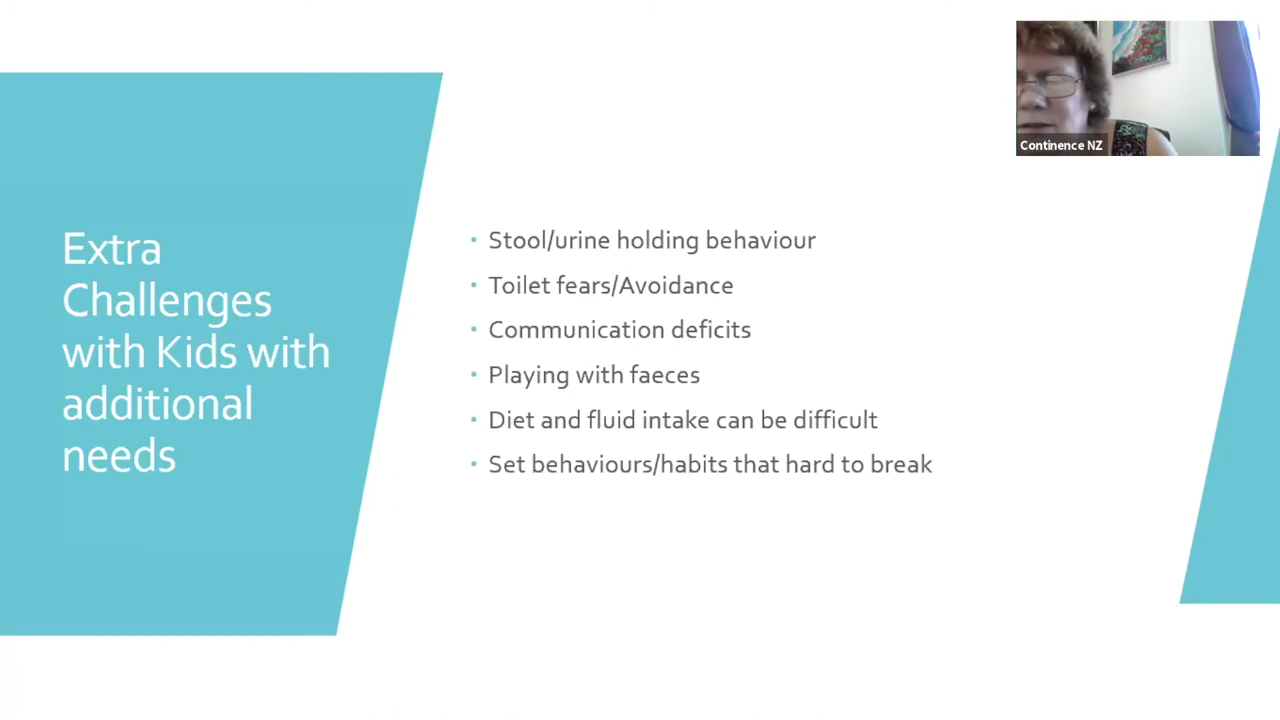 Extra
Challenges
with Kids with
additional
needs
• Stool/urine holding behaviour
• Toilet fears/Avoidance
• Communication deficits
• Playing with faeces
• Diet and fluid intake can be difficult
• Set behaviours/habits that hard to break
Continence NZ